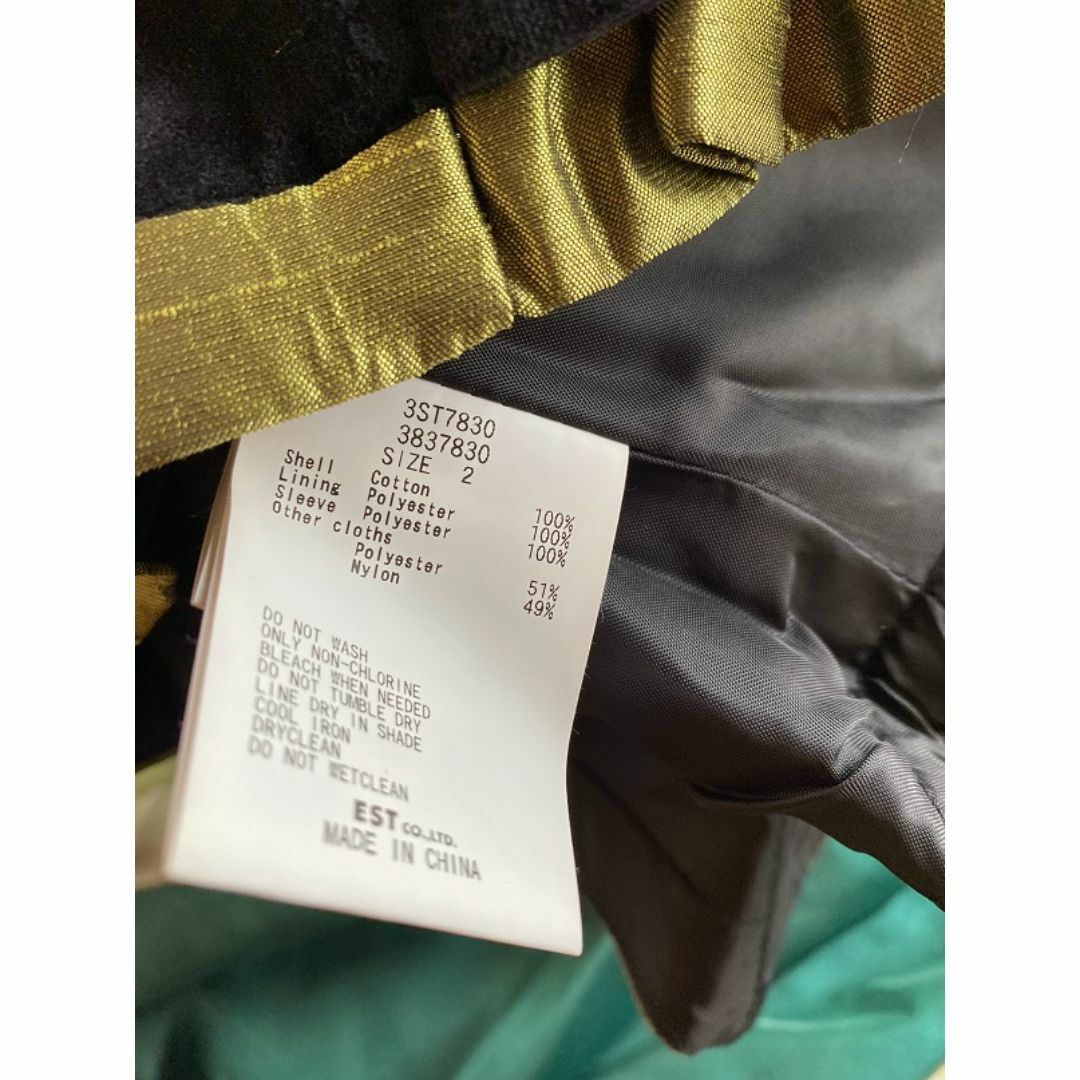 3ST7830
3837830
SIZE 2
Shell Cotton 100%
Lining Polyester 100%
Sleeve Polyester 100%
Other cloths
Polyester 51%
Nylon 49%
DO NOT WASH
ONLY NON-CHLORINE
BLEACH WHEN NEEDED
DO NOT TUMBLE DRY
LINE DRY IN SHADE
COOL IRON
DRYCLEAN
DO NOT WETCLEAN
EST CO.,LTD.
MADE IN CHINA